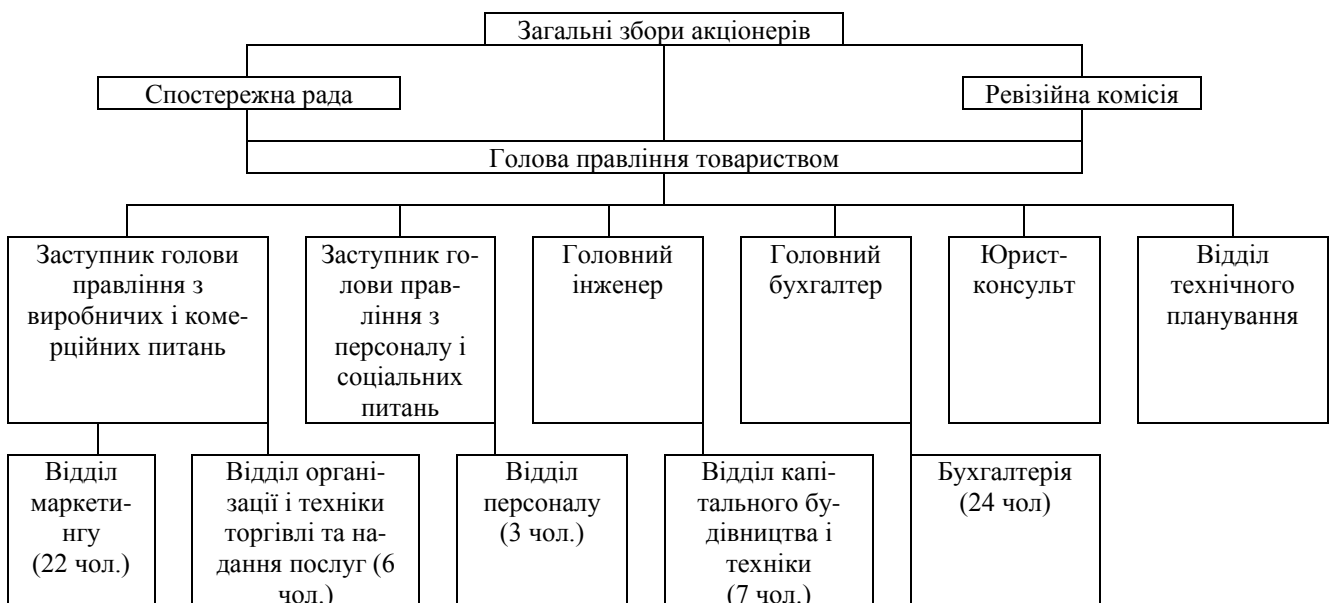 Загальні збори акціонерів
Спостережна рада
Ревізійна комісія
Голова правління товариством
Заступник голови
правління з
виробничих і коме-
рційних питань
Заступник го-
лови прав-
ління з
персоналу і
соціальних
питань
Головний
інженер
Головний
бухгалтер
Юрист-
консульт
Відділ
технічного
планування
Відділ
маркети-
нгу
(22 чол.)
Відділ органі-
зації і техніки
торгівлі та на-
дання послуг (6
чол.)
Відділ
персоналу
(3 чол.)
Відділ капі-
тального бу-
дівництва і
техніки
(7 чол.)
Бухгалтерія
(24 чол)